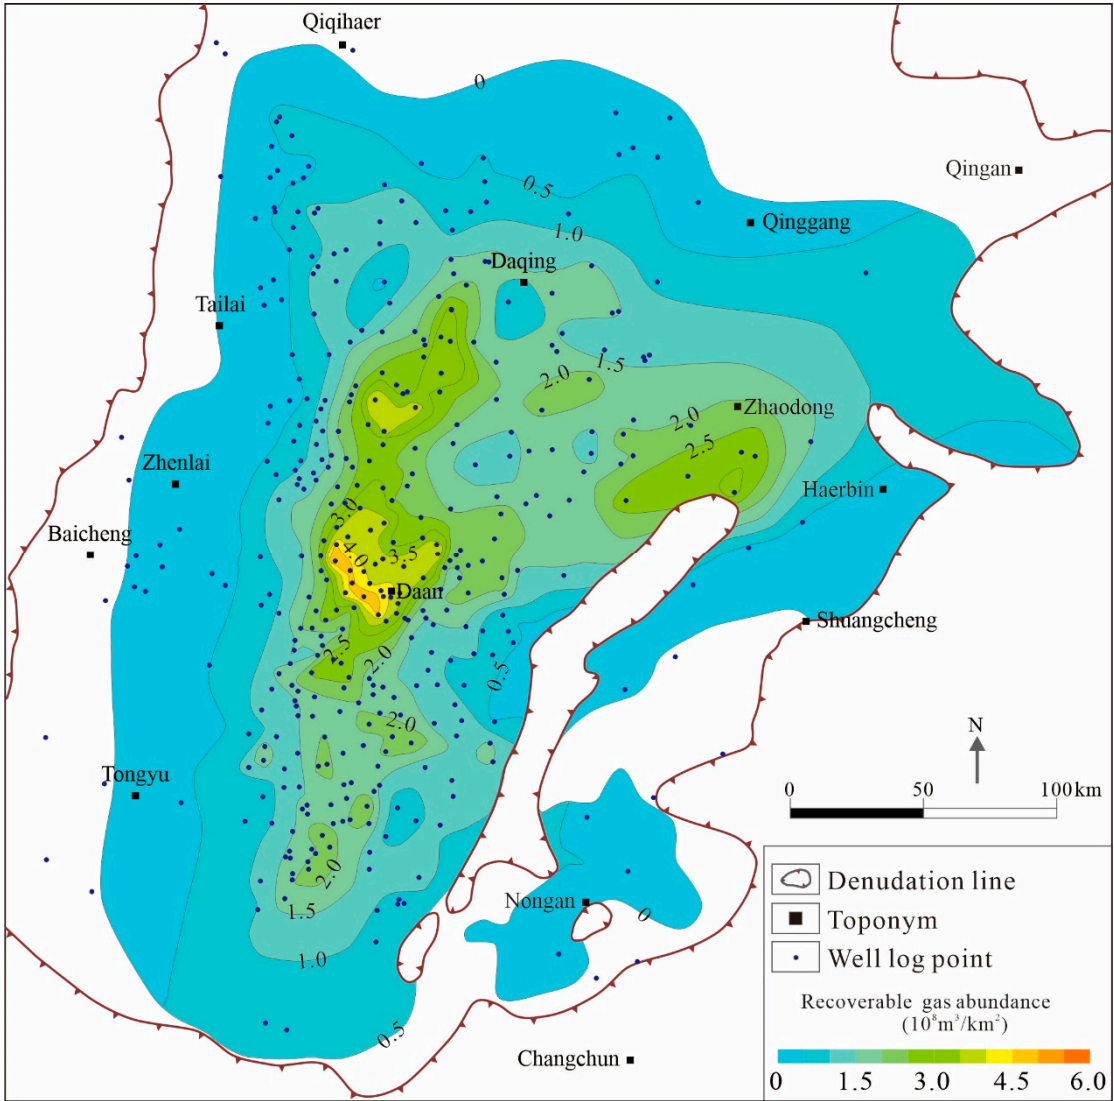 Qiqihaer
0
Qingan
0.5
Qinggang
1.0
Daqing
Tailai
1.5
2.0
2.0
Zhaodong
2.5
Zhenlai
Haerbin
3.0
Baicheng
4.0
3.5
Daan
Shuangcheng
2.5
2.0
0.5
2.0
N
Tongyu
0 50 100km
2.0
Nongan
0
1.5
1.0
0.5
Changchun
Denudation line
Toponym
Well log point
Recoverable gas abundance
(10⁸m³/km²)
0 1.5 3.0 4.5 6.0